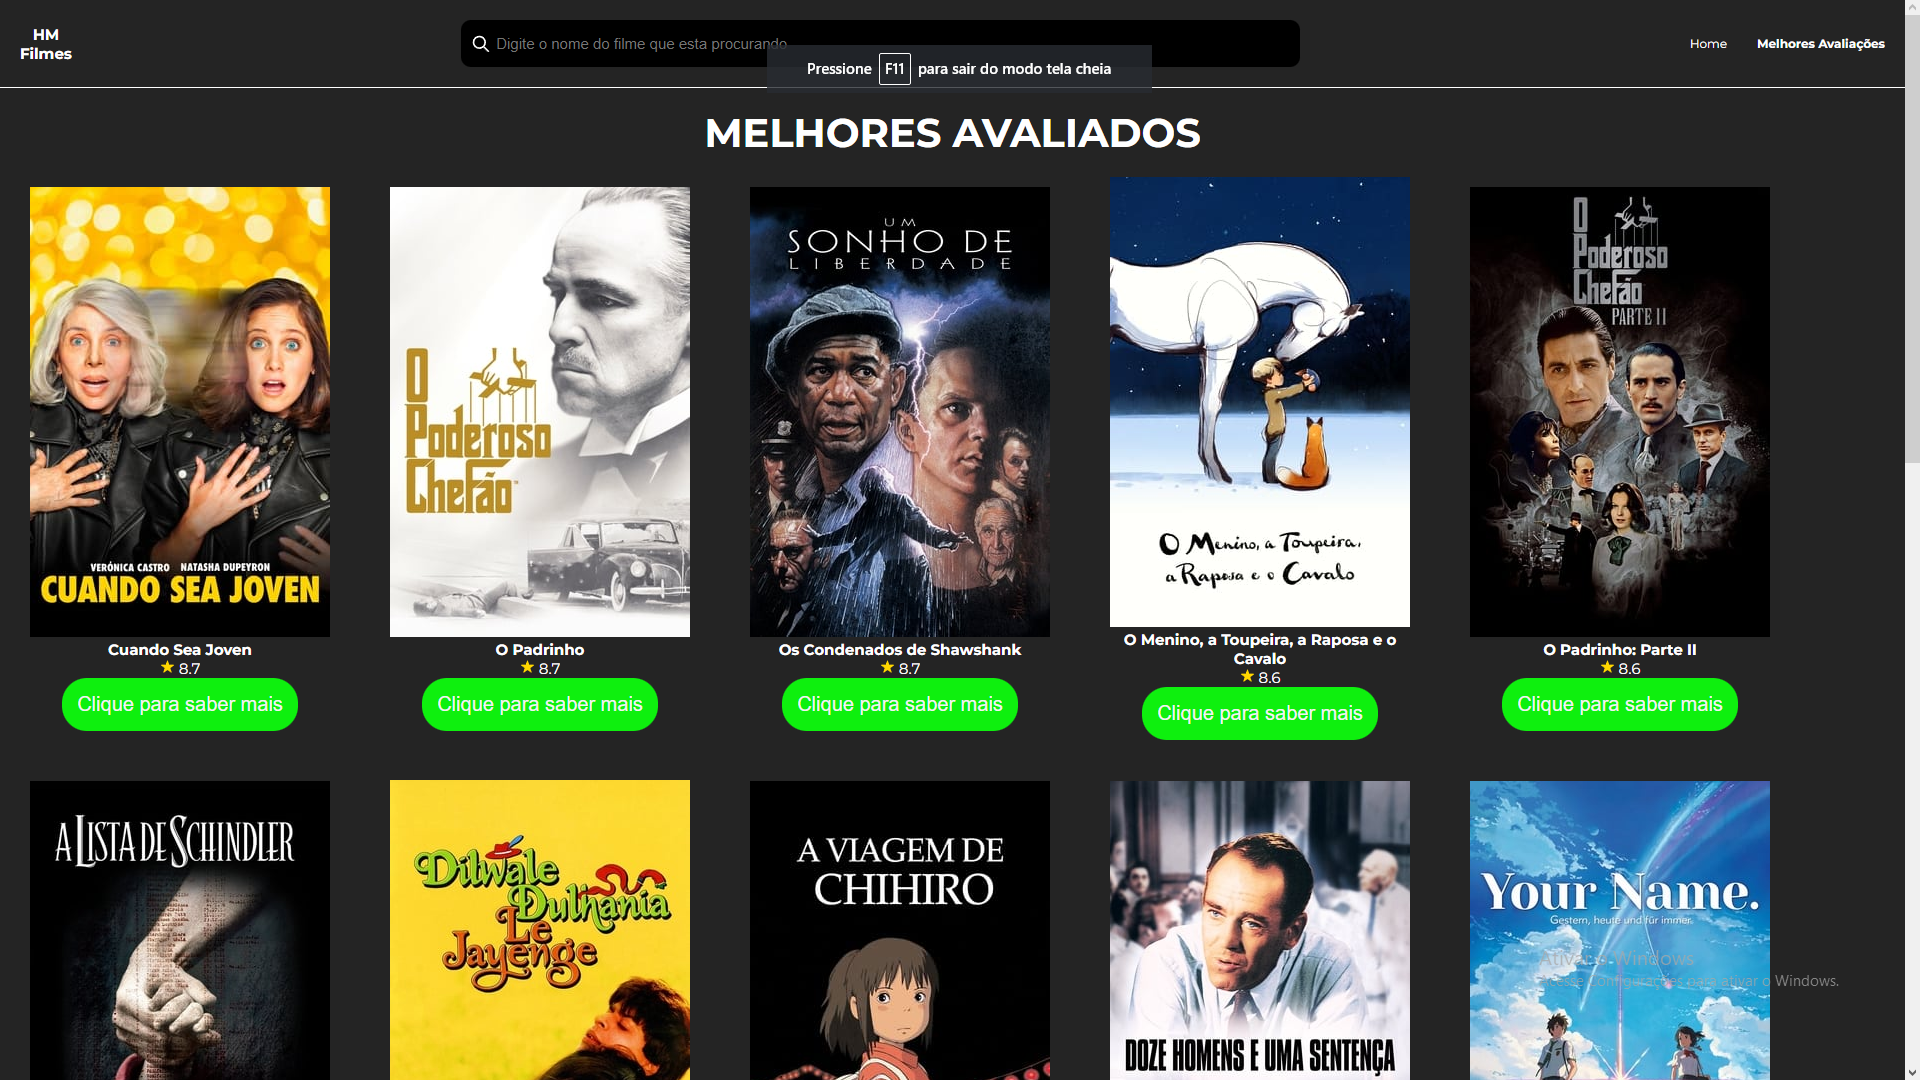 HM
Filmes
Digite o nome do filme que esta procurando
Home
Melhores Avaliações
Pressione F11 para sair do modo tela cheia
MELHORES AVALIADOS
VERÓNICA CASTRO NATASHA DUPEYRON
CUANDO SEA JOVEN
O
Poderoso
Chefão
UM
SONHO DE
LIBERDADE
O Menino, a Toupeira,
a Raposa e o Cavalo
O
Poderoso
Chefão
PARTE II
Cuando Sea Joven
8.7
Clique para saber mais
O Padrinho
8.7
Clique para saber mais
Os Condenados de Shawshank
8.7
Clique para saber mais
O Menino, a Toupeira, a Raposa e o
Cavalo
8.6
Clique para saber mais
O Padrinho: Parte II
8.6
Clique para saber mais
A LISTA DE SCHINDLER
Dilwale
Dulhania
Le
Jayenge
A VIAGEM DE
CHIHIRO
DOZE HOMENS E UMA SENTENÇA
Your Name.
Gestern, heute und für immer.
Ativar o Windows
Acesse Configurações para ativar o Windows.